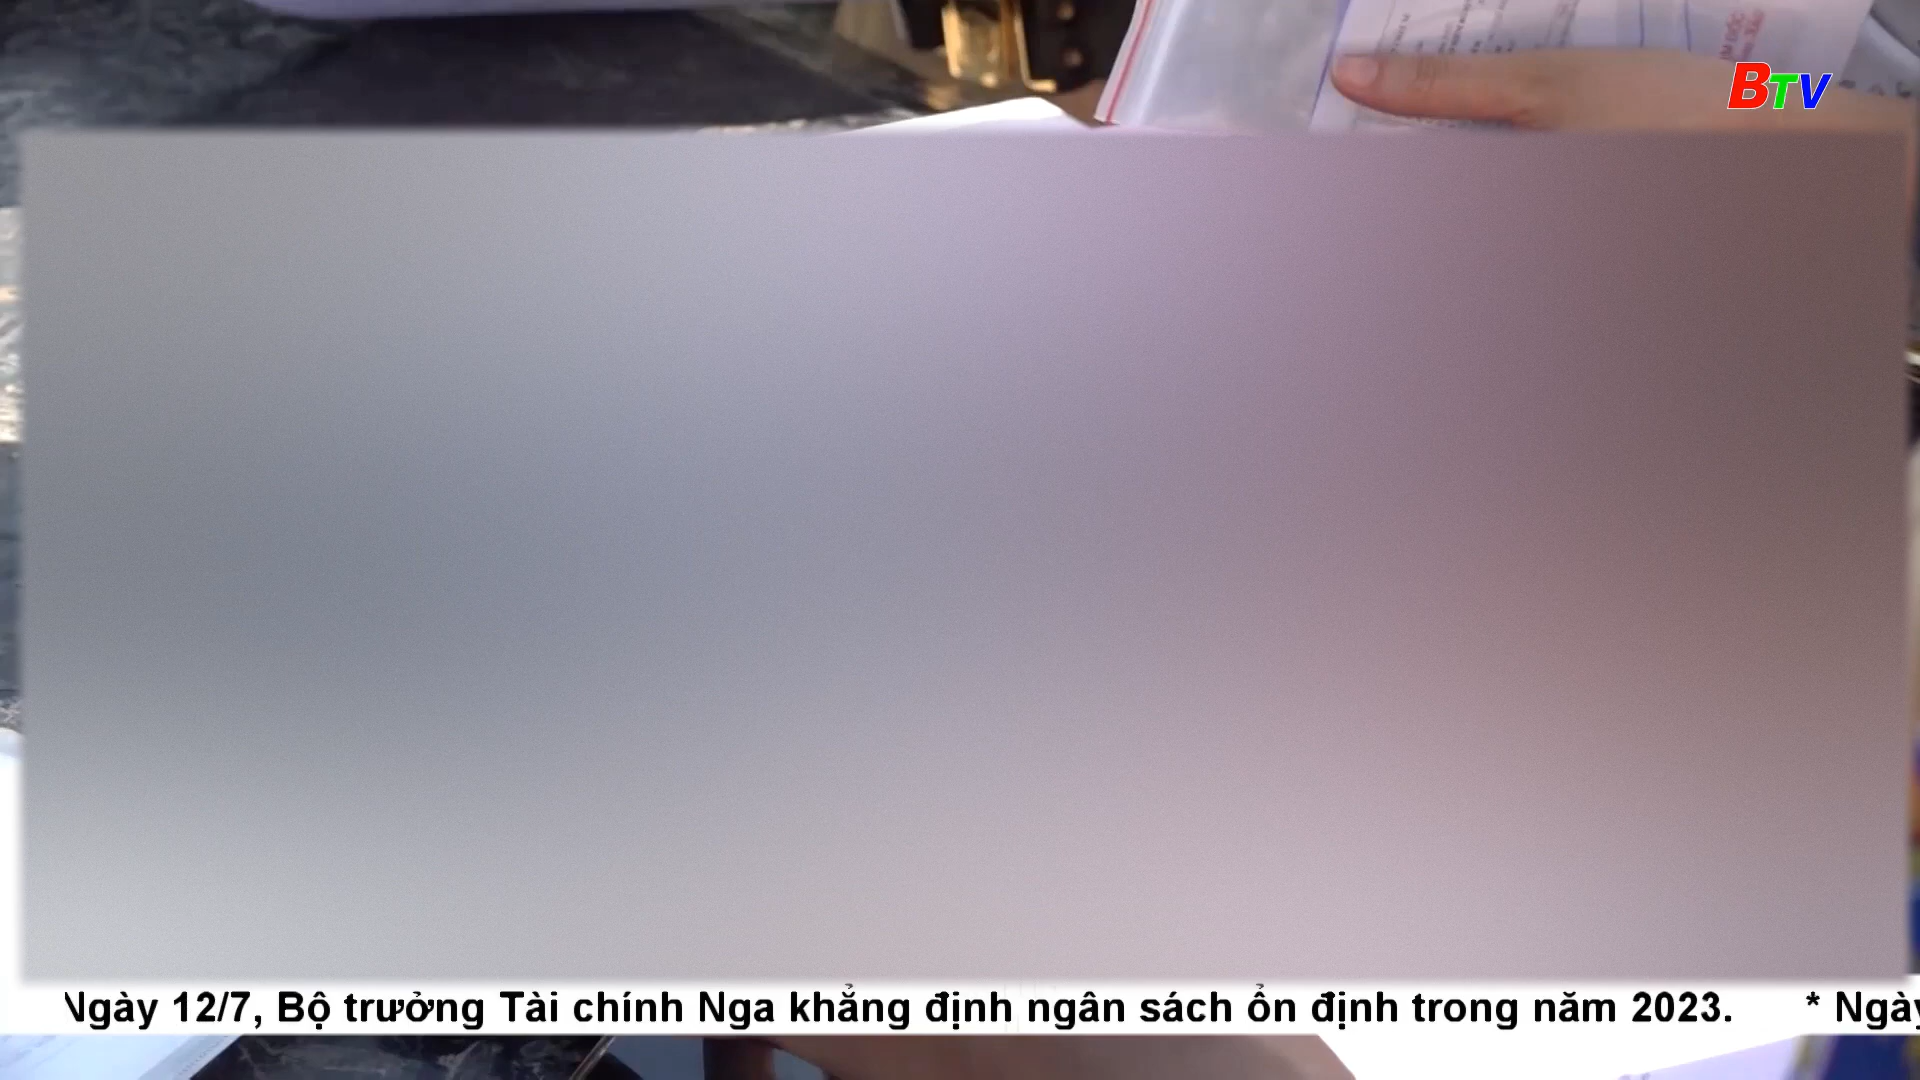 BTV
Ngày 12/7, Bộ trưởng Tài chính Nga khẳng định ngân sách ổn định trong năm 2023. * Ngày